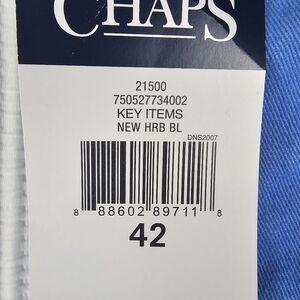 CHAPS
21500
750527734002
KEY ITEMS
NEW HRB BL
DNS2007
8 88602 89711 8
42